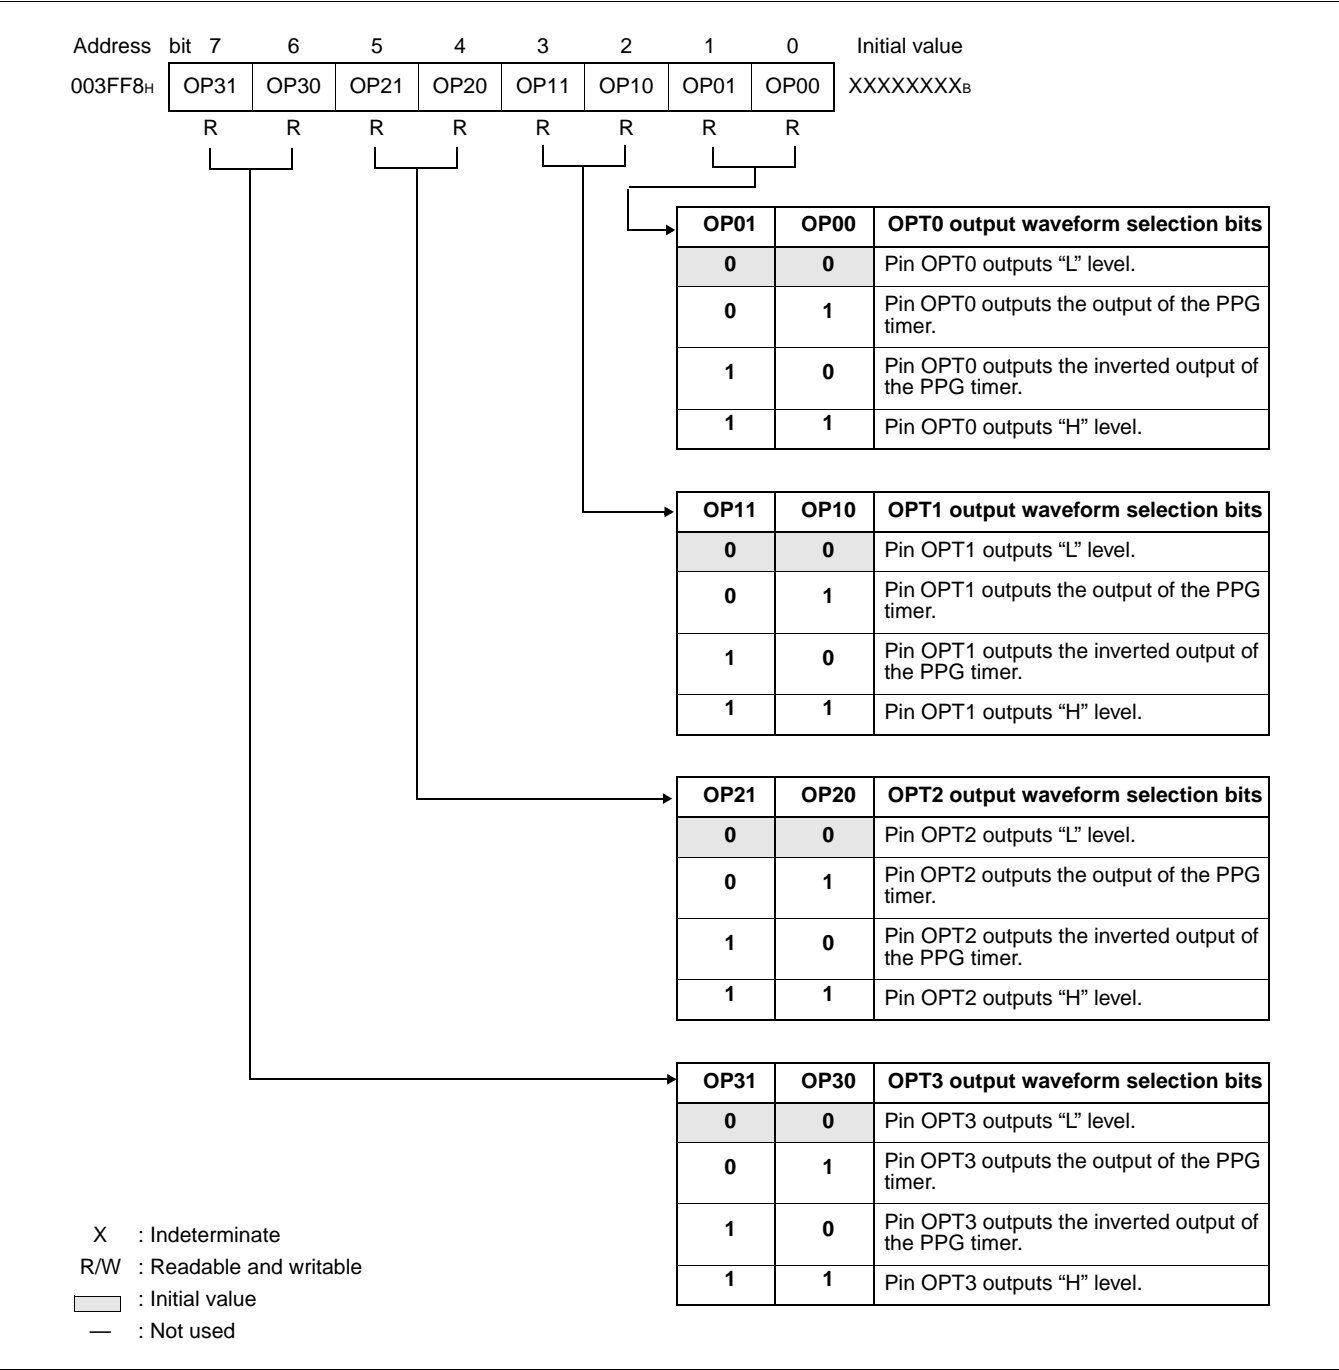 Address bit 7 6 5 4 3 2 1 0 Initial value
003FF8H OP31 OP30 OP21 OP20 OP11 OP10 OP01 OP00 XXXXXXXXB
R R R R R R R R
OP01 OP00 OPT0 output waveform selection bits
0 0 Pin OPT0 outputs “L” level.
0 1 Pin OPT0 outputs the output of the PPG
timer.
1 0 Pin OPT0 outputs the inverted output of
the PPG timer.
1 1 Pin OPT0 outputs “H” level.
OP11 OP10 OPT1 output waveform selection bits
0 0 Pin OPT1 outputs “L” level.
0 1 Pin OPT1 outputs the output of the PPG
timer.
1 0 Pin OPT1 outputs the inverted output of
the PPG timer.
1 1 Pin OPT1 outputs “H” level.
OP21 OP20 OPT2 output waveform selection bits
0 0 Pin OPT2 outputs “L” level.
0 1 Pin OPT2 outputs the output of the PPG
timer.
1 0 Pin OPT2 outputs the inverted output of
the PPG timer.
1 1 Pin OPT2 outputs “H” level.
OP31 OP30 OPT3 output waveform selection bits
0 0 Pin OPT3 outputs “L” level.
0 1 Pin OPT3 outputs the output of the PPG
timer.
1 0 Pin OPT3 outputs the inverted output of
the PPG timer.
1 1 Pin OPT3 outputs “H” level.
X : Indeterminate
R/W : Readable and writable
: Initial value
— : Not used